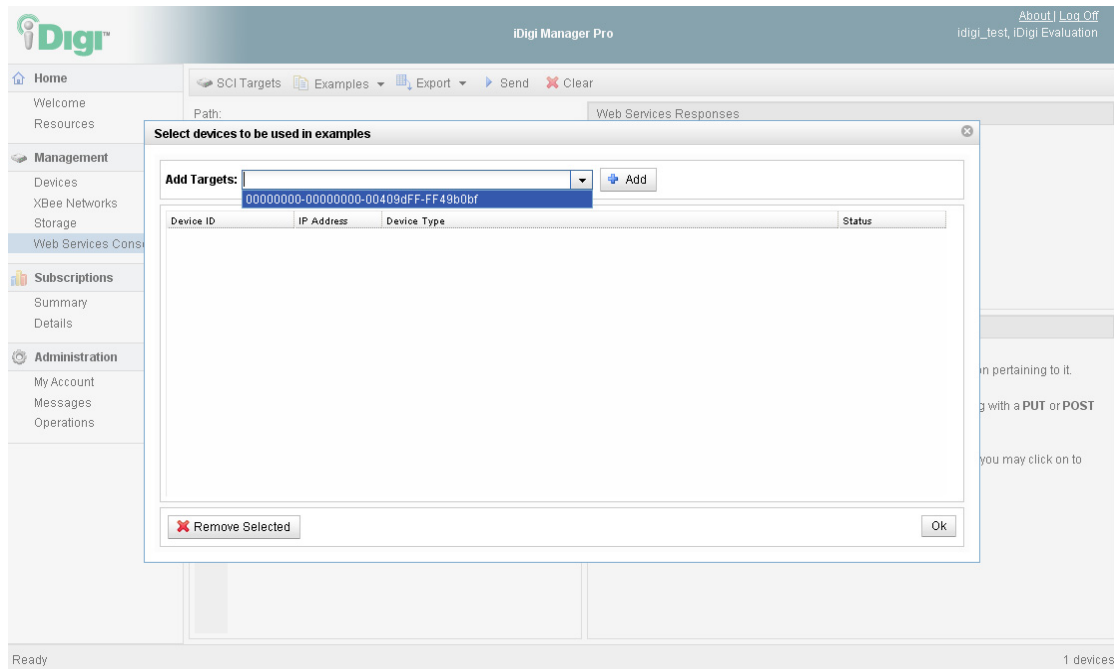 iDigi™
iDigi Manager Pro
About | Log Off
idigi_test, iDigi Evaluation
Home
Welcome
Resources
Management
Devices
XBee Networks
Storage
Web Services Cons
Subscriptions
Summary
Details
Administration
My Account
Messages
Operations
SCI Targets Examples Export Send Clear
Path:
Web Services Responses
Select devices to be used in examples
Add Targets:
Add
00000000-00000000-00409dFF-FF49b0bf
Device ID IP Address Device Type Status
on pertaining to it.
g with a PUT or POST
you may click on to
Remove Selected
Ok
Ready
1 devices